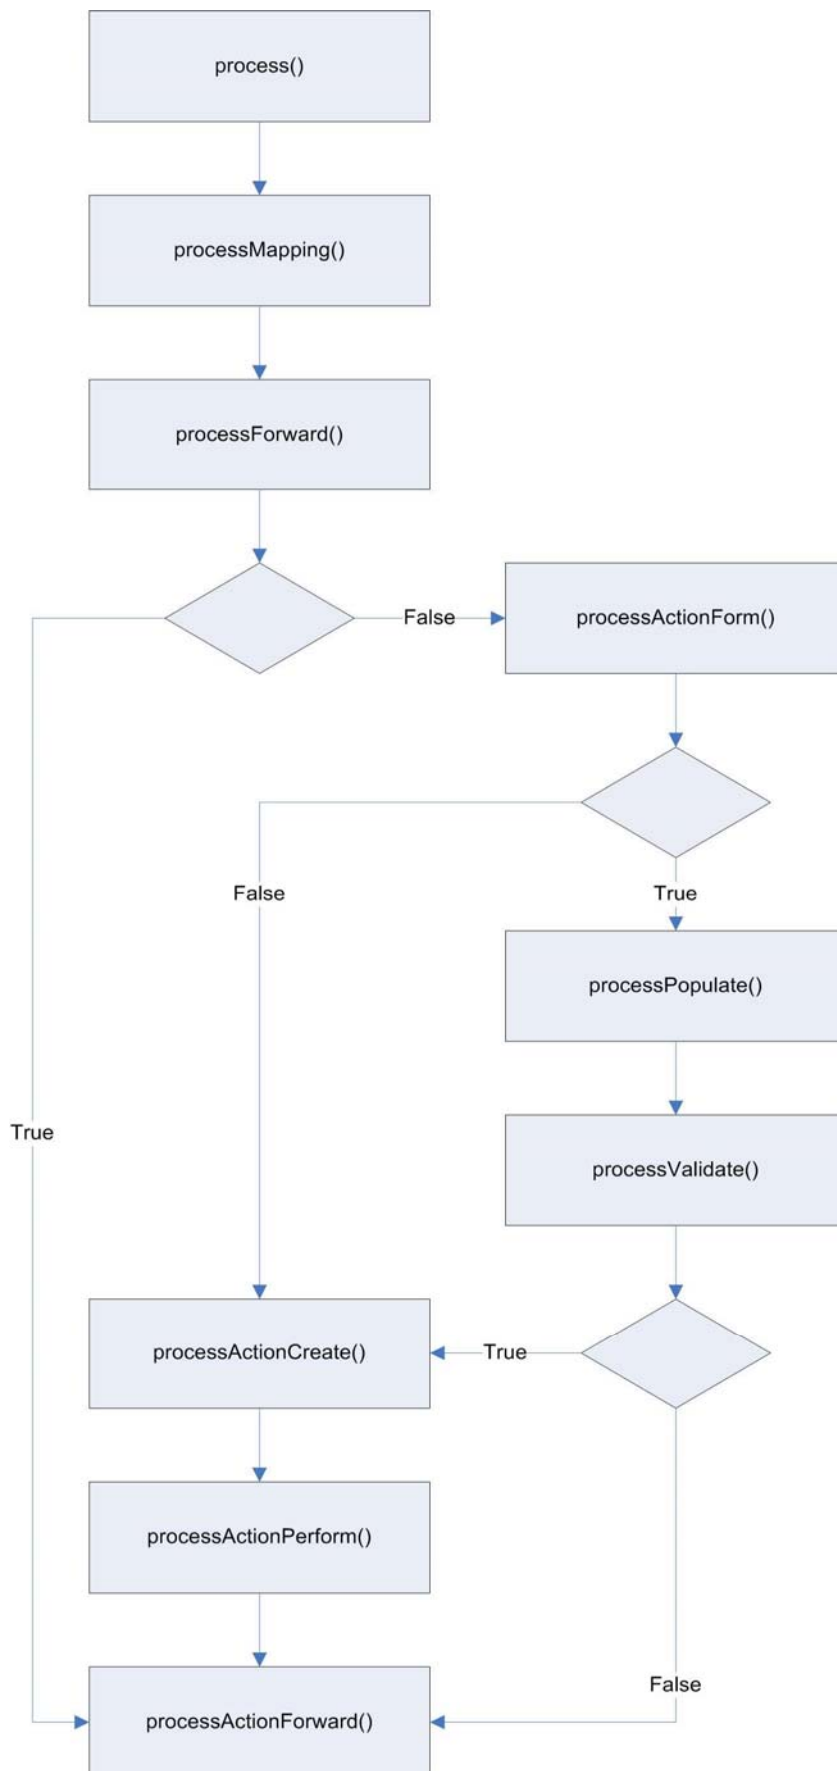 process()
processMapping()
processForward()
False
processActionForm()
False
True
processPopulate()
True
processValidate()
processActionCreate()
True
processActionPerform()
False
processActionForward()